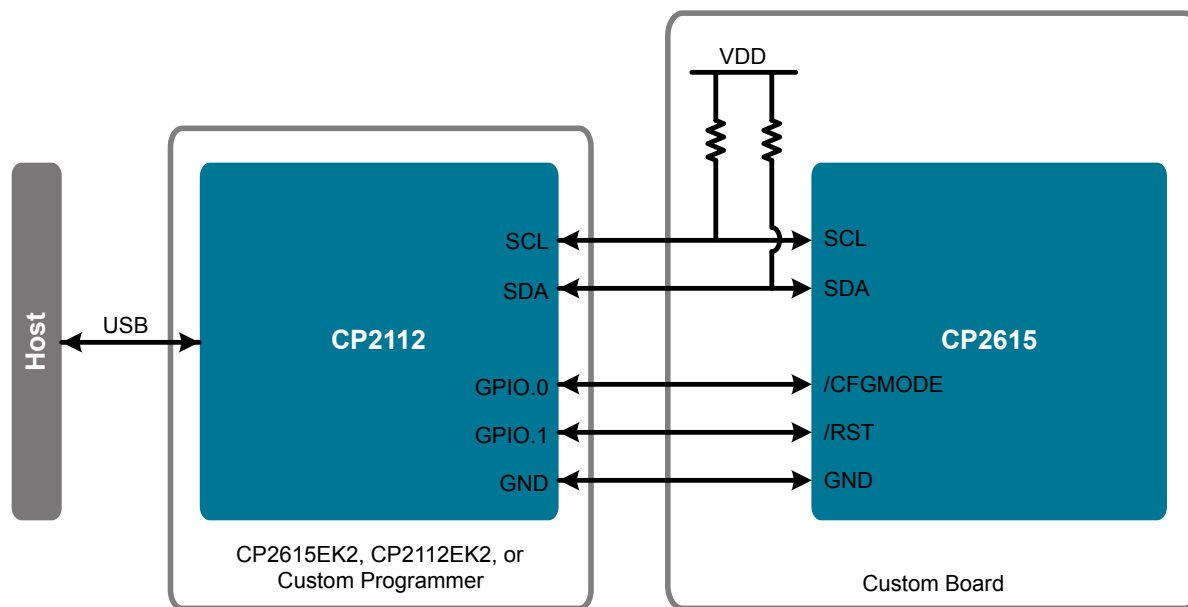 Host
USB
CP2112
SCL
SDA
GPIO.0
GPIO.1
GND
CP2615EK2, CP2112EK2, or
Custom Programmer
VDD
CP2615
SCL
SDA
/CFGMODE
/RST
GND
Custom Board